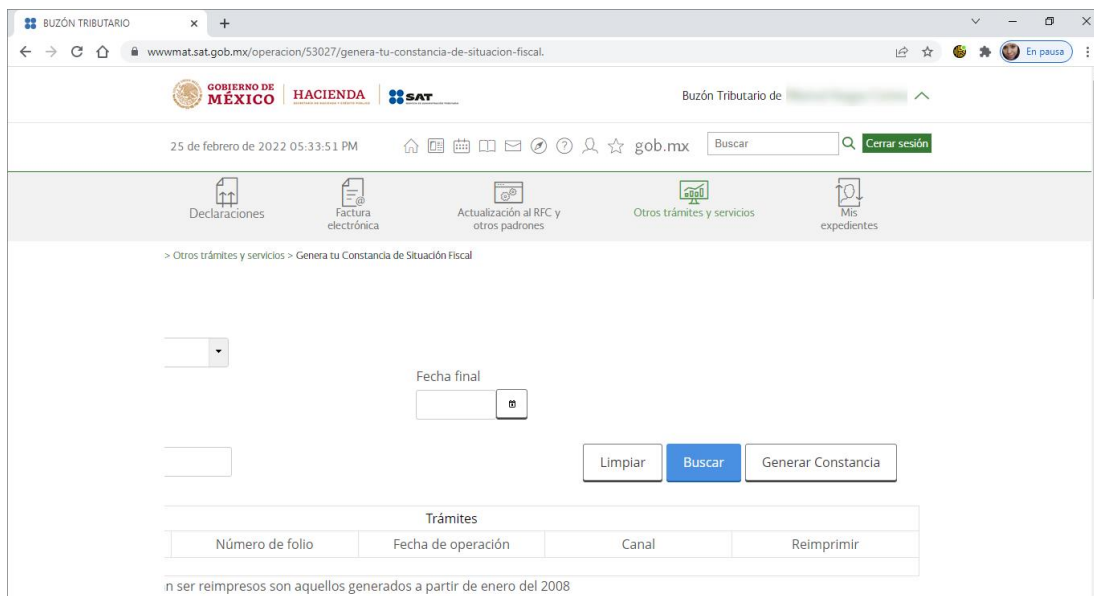 BUZÓN TRIBUTARIO
wwwmat.sat.gob.mx/operacion/53027/genera-tu-constancia-de-situacion-fiscal.
En pausa
GOBIERNO DE MÉXICO
HACIENDA
SAT
Buzón Tributario de
25 de febrero de 2022 05:33:51 PM
gob.mx
Buscar
Cerrar sesión
Declaraciones
Factura
electrónica
Actualización al RFC y
otros padrones
Otros trámites y servicios
Mis
expedientes
> Otros trámites y servicios > Genera tu Constancia de Situación Fiscal
Fecha final
Limpiar
Buscar
Generar Constancia
Trámites
Número de folio
Fecha de operación
Canal
Reimprimir
n ser reimpresos son aquellos generados a partir de enero del 2008